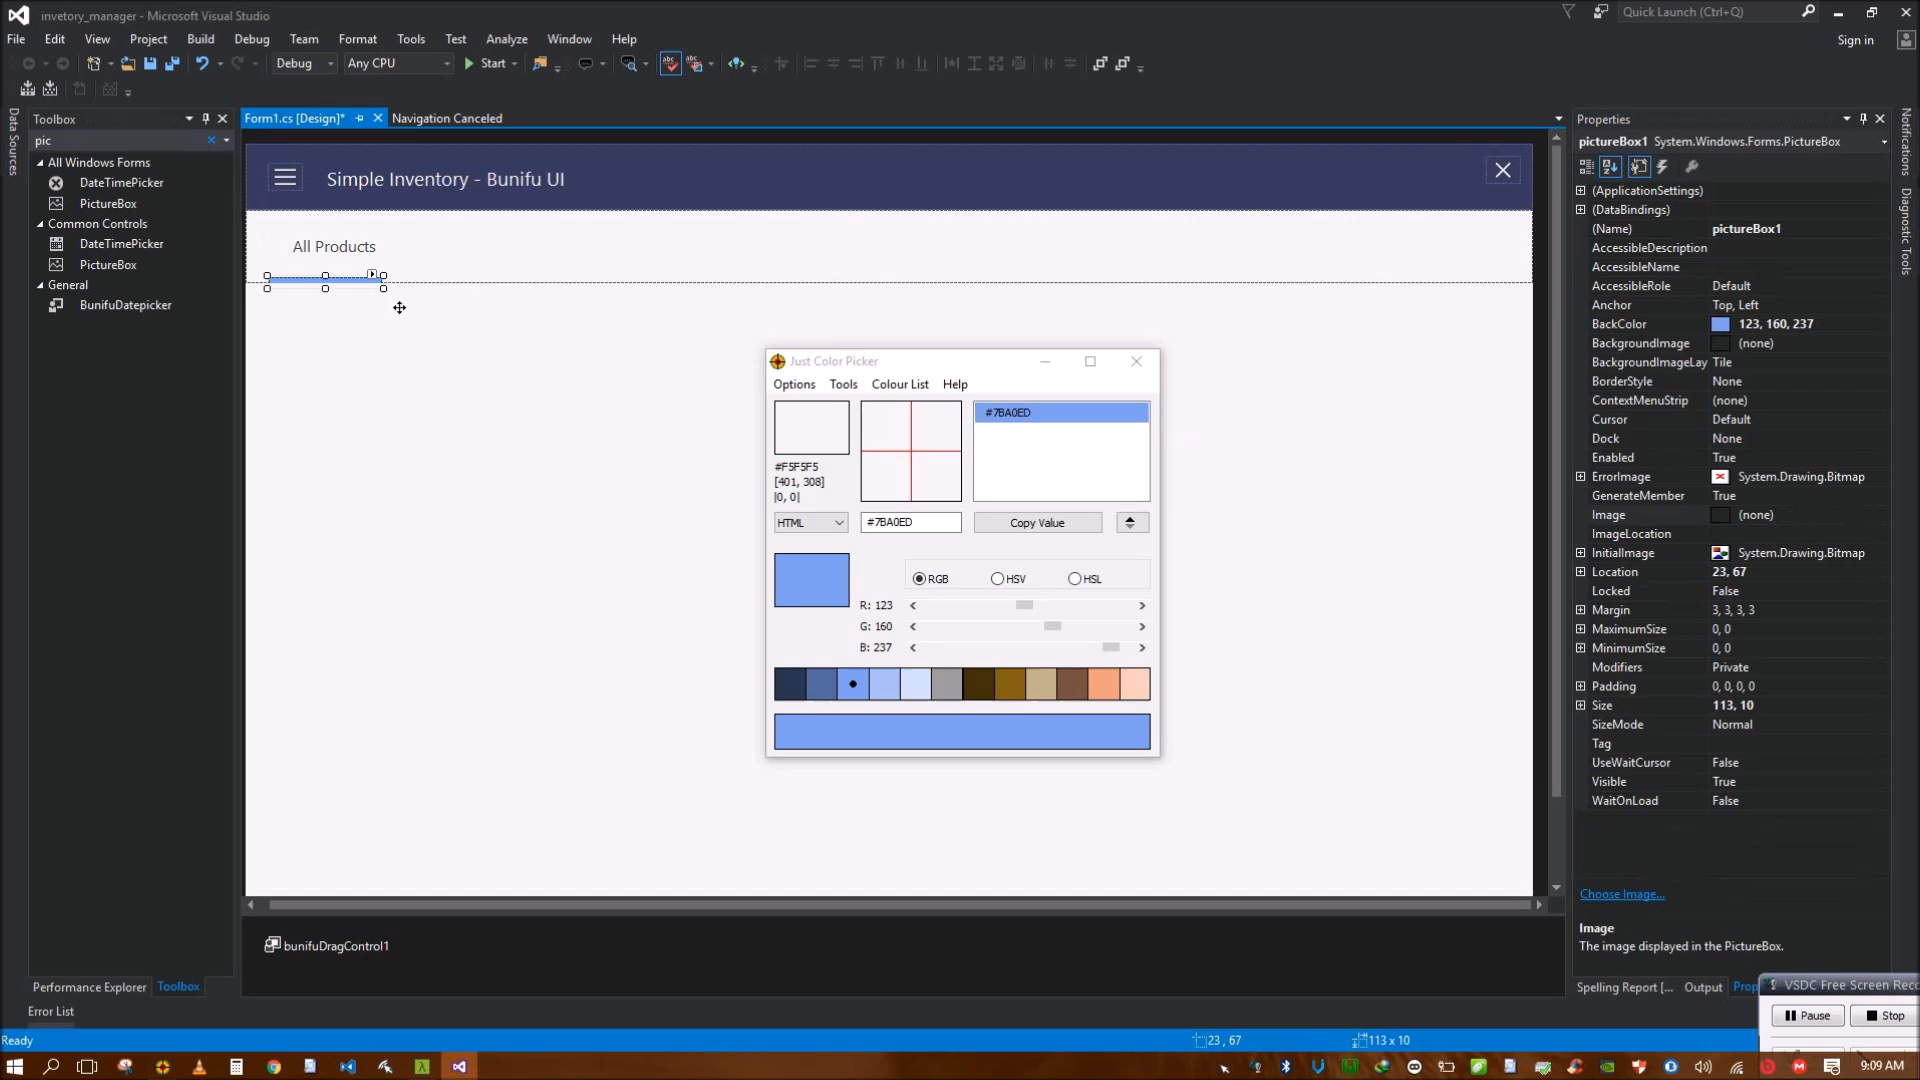 invetory_manager - Microsoft Visual Studio
Quick Launch (Ctrl+Q)
File Edit View Project Build Debug Team Format Tools Test Analyze Window Help
Sign in
Debug Any CPU Start
Data Sources
Toolbox
pic
All Windows Forms
DateTimePicker
PictureBox
Common Controls
DateTimePicker
PictureBox
General
BunifuDatepicker
Form1.cs [Design]* Navigation Canceled
Simple Inventory - Bunifu UI
All Products
Just Color Picker
Options Tools Colour List Help
#7BA0ED
#F5F5F5
[401, 308]
|0, 0|
HTML #7BA0ED Copy Value
RGB HSV HSL
R: 123
G: 160
B: 237
bunifuDragControl1
Properties
pictureBox1 System.Windows.Forms.PictureBox
(ApplicationSettings)
(DataBindings)
(Name) pictureBox1
AccessibleDescription
AccessibleName
AccessibleRole Default
Anchor Top, Left
BackColor 123, 160, 237
BackgroundImage (none)
BackgroundImageLay Tile
BorderStyle None
ContextMenuStrip (none)
Cursor Default
Dock None
Enabled True
ErrorImage System.Drawing.Bitmap
GenerateMember True
Image (none)
ImageLocation
InitialImage System.Drawing.Bitmap
Location 23, 67
Locked False
Margin 3, 3, 3, 3
MaximumSize 0, 0
MinimumSize 0, 0
Modifiers Private
Padding 0, 0, 0, 0
Size 113, 10
SizeMode Normal
Tag
UseWaitCursor False
Visible True
WaitOnLoad False
Choose Image...
Image
The image displayed in the PictureBox.
Notifications
Diagnostic Tools
Performance Explorer Toolbox
Spelling Report [... Output Prop
VSDC Free Screen Reco
Pause Stop
Error List
Ready 23 , 67 113 x 10
9:09 AM